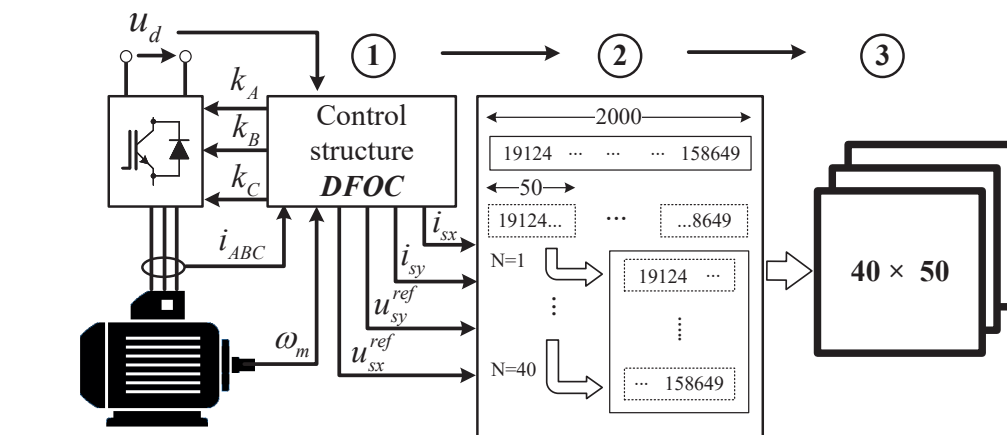 u_d
1
2
3
k_A
k_B
k_C
Control
structure
DFOC
i_ABC
ω_m
i_sx
i_sy
u_sy^ref
u_sx^ref
2000
19124 ... ... ... 158649
50
19124... ... ...8649
N=1
19124 ...
⋮
N=40
... 158649
40 × 50